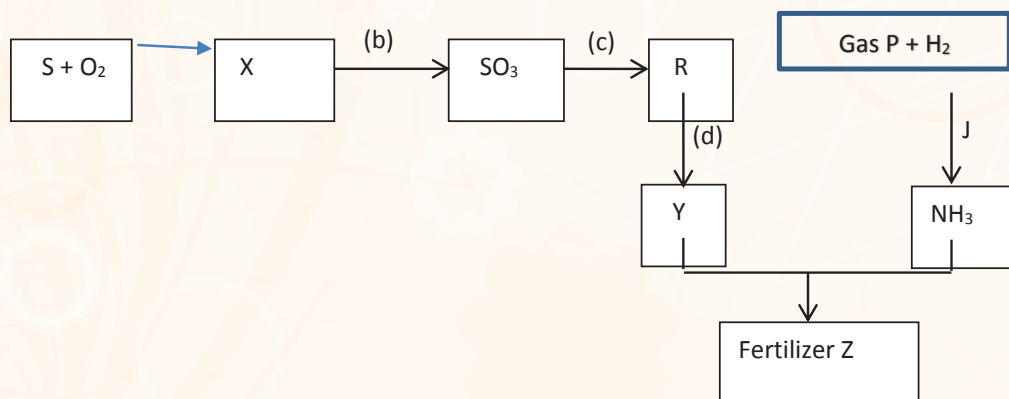 S + O₂
X
(b)
SO₃
(c)
R
Gas P + H₂
(d)
J
Y
NH₃
Fertilizer Z